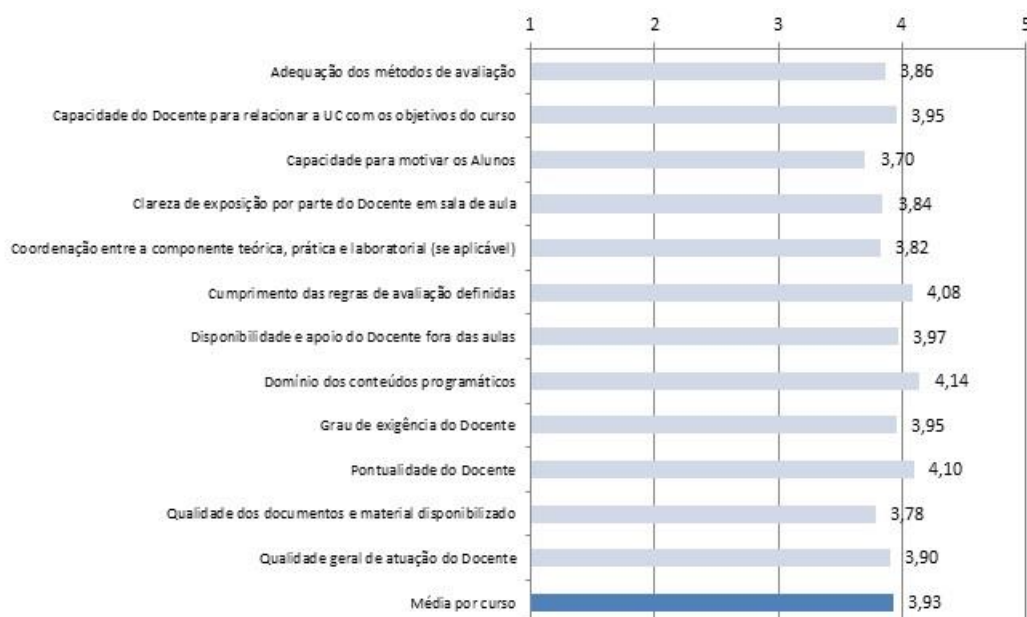 1 2 3 4 5
Adequação dos métodos de avaliação 3,86
Capacidade do Docente para relacionar a UC com os objetivos do curso 3,95
Capacidade para motivar os Alunos 3,70
Clareza de exposição por parte do Docente em sala de aula 3,84
Coordenação entre a componente teórica, prática e laboratorial (se aplicável) 3,82
Cumprimento das regras de avaliação definidas 4,08
Disponibilidade e apoio do Docente fora das aulas 3,97
Domínio dos conteúdos programáticos 4,14
Grau de exigência do Docente 3,95
Pontualidade do Docente 4,10
Qualidade dos documentos e material disponibilizado 3,78
Qualidade geral de atuação do Docente 3,90
Média por curso 3,93